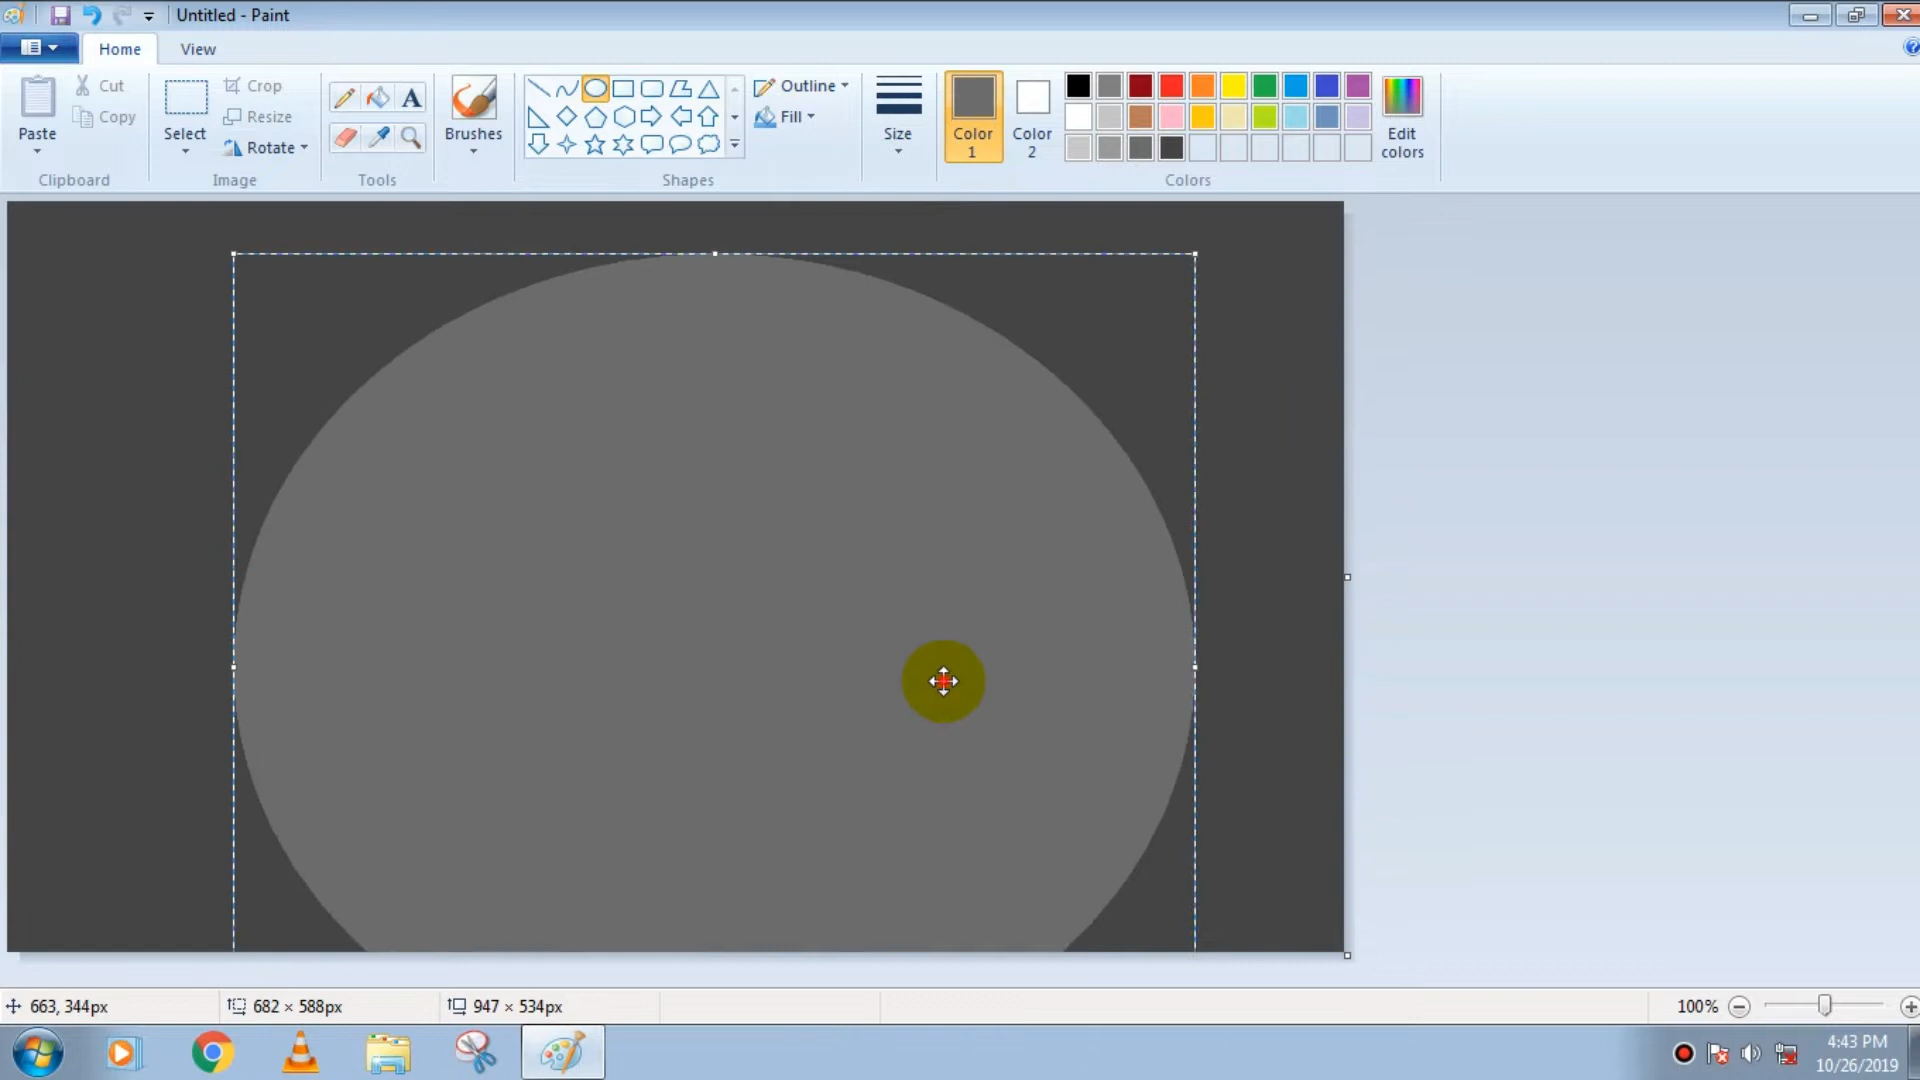 Untitled - Paint
Home View
Paste
Cut
Copy
Clipboard
Select
Crop
Resize
Rotate
Image
A
Tools
Brushes
Shapes
Outline
Fill
Size
Color 1
Color 2
Edit colors
Colors
663, 344px
682 × 588px
947 × 534px
100%
4:43 PM
10/26/2019